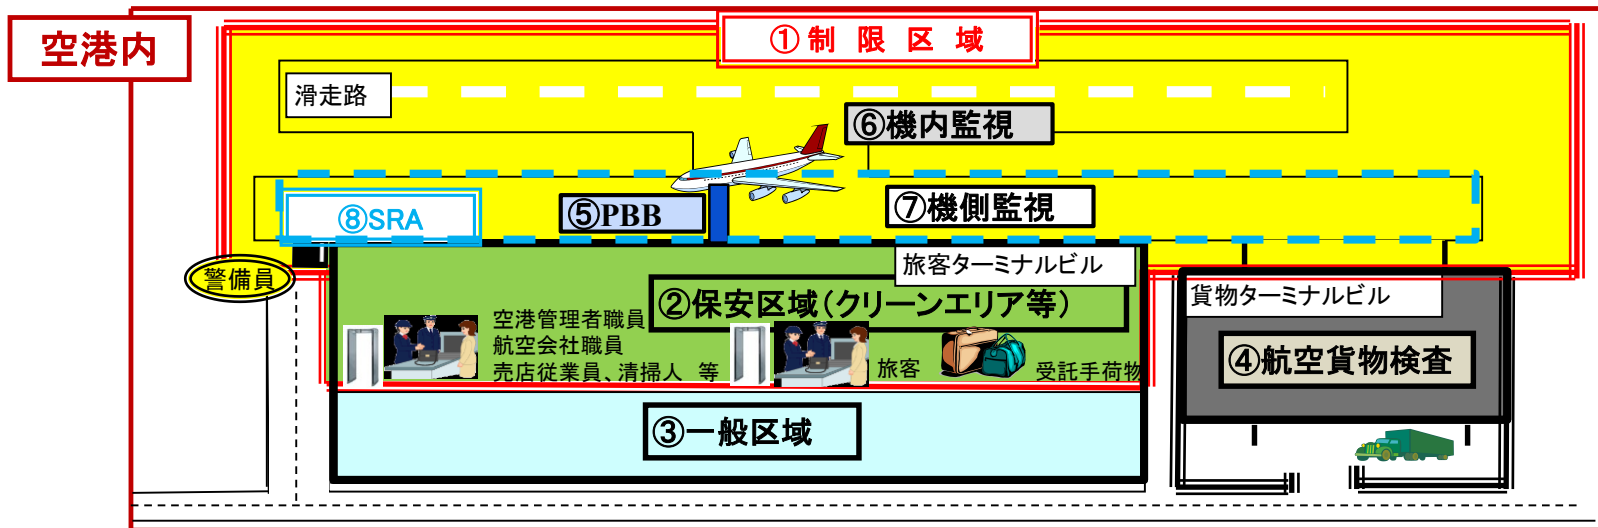 空港内
①制 限 区 域
滑走路
⑥機内監視
⑧SRA
⑤PBB
⑦機側監視
警備員
旅客ターミナルビル
②保安区域(クリーンエリア等)
貨物ターミナルビル
空港管理者職員
航空会社職員
売店従業員、清掃人 等
旅客
受託手荷物
④航空貨物検査
③一般区域